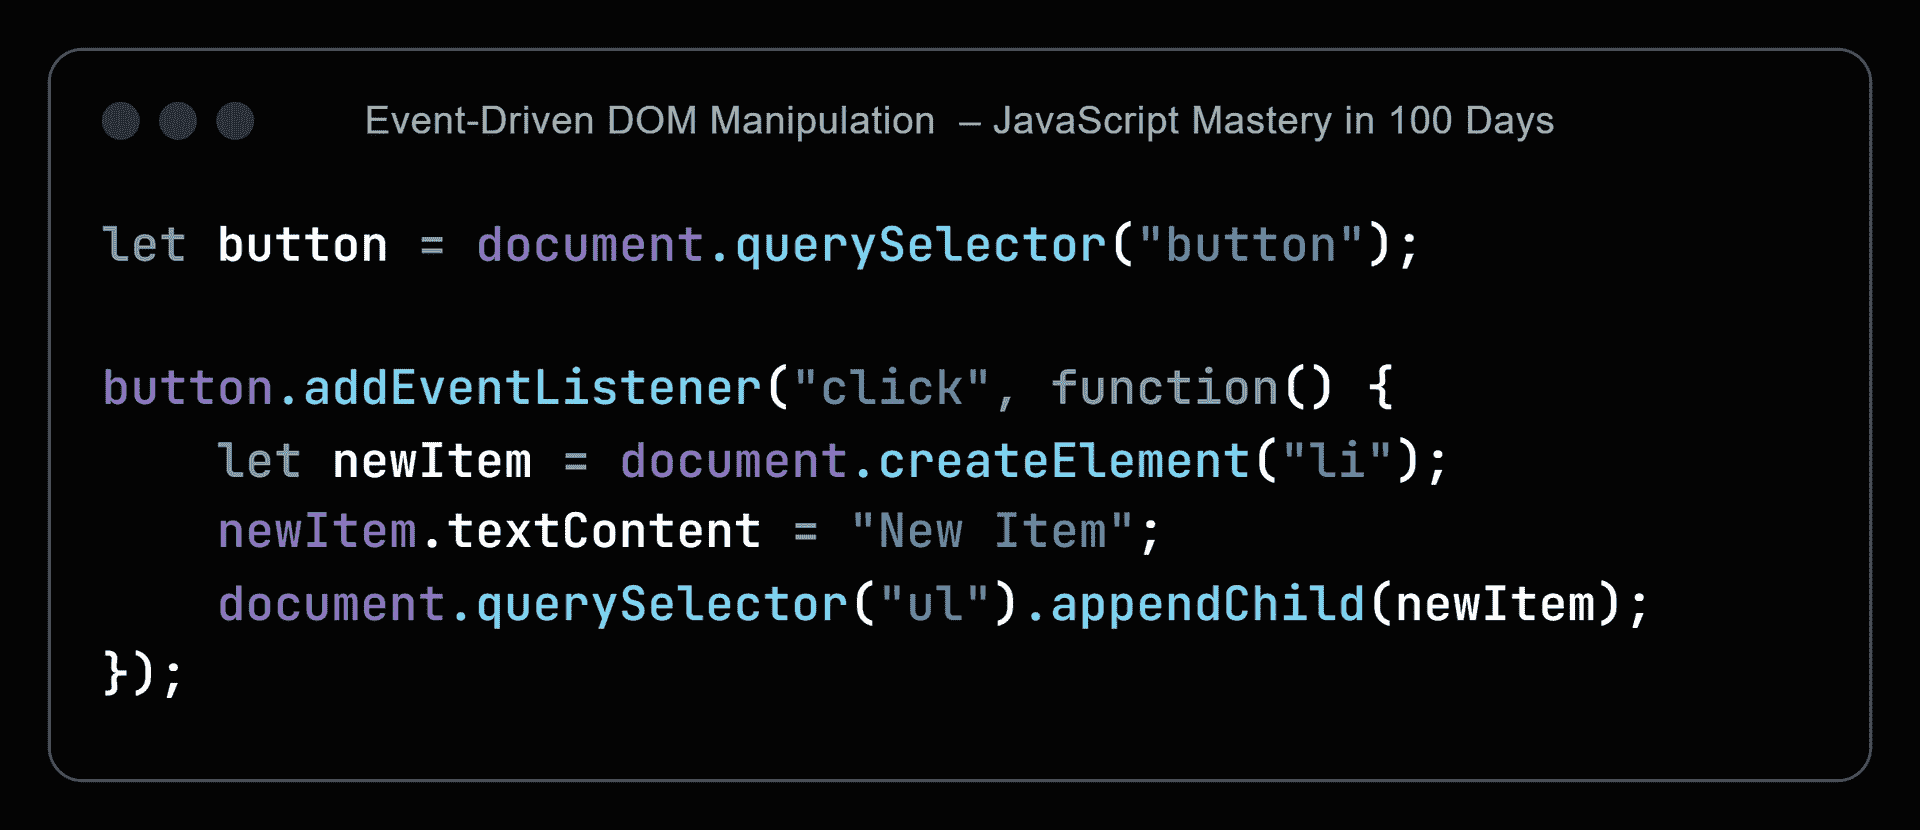 Event-Driven DOM Manipulation – JavaScript Mastery in 100 Days
let button = document.querySelector("button");
button.addEventListener("click", function() {
    let newItem = document.createElement("li");
    newItem.textContent = "New Item";
    document.querySelector("ul").appendChild(newItem);
});